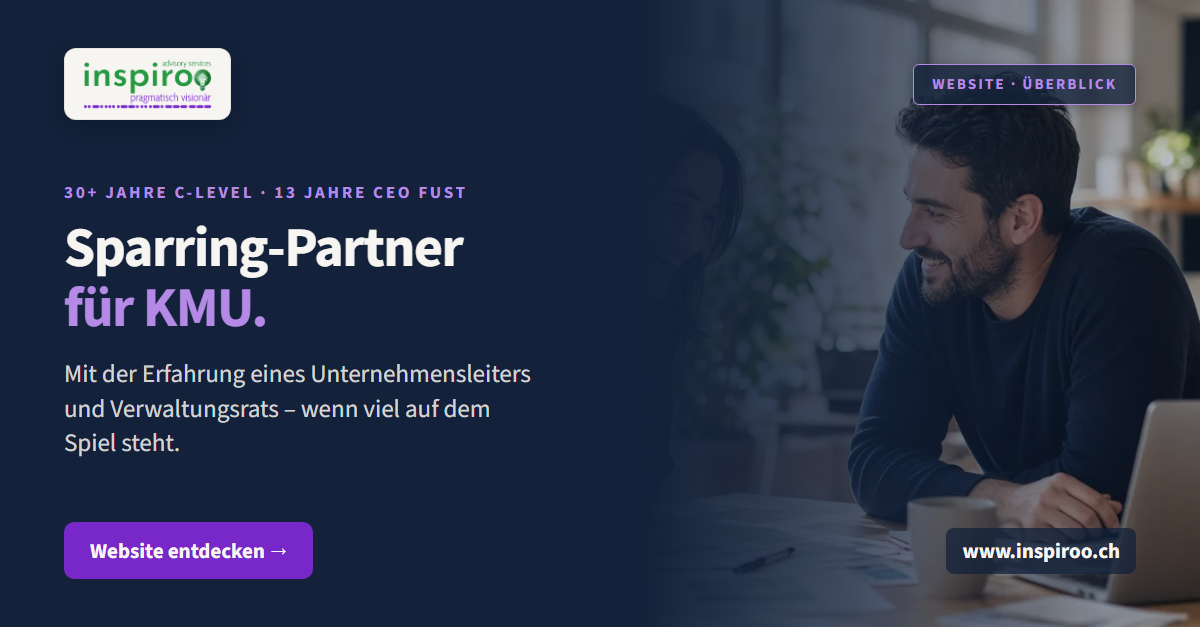 advisory services
inspiroo
pragmatisch visionär
WEBSITE · ÜBERBLICK
30+ JAHRE C-LEVEL · 13 JAHRE CEO FUST
Sparring-Partner
für KMU.
Mit der Erfahrung eines Unternehmensleiters
und Verwaltungsrats – wenn viel auf dem
Spiel steht.
Website entdecken →
www.inspiroo.ch